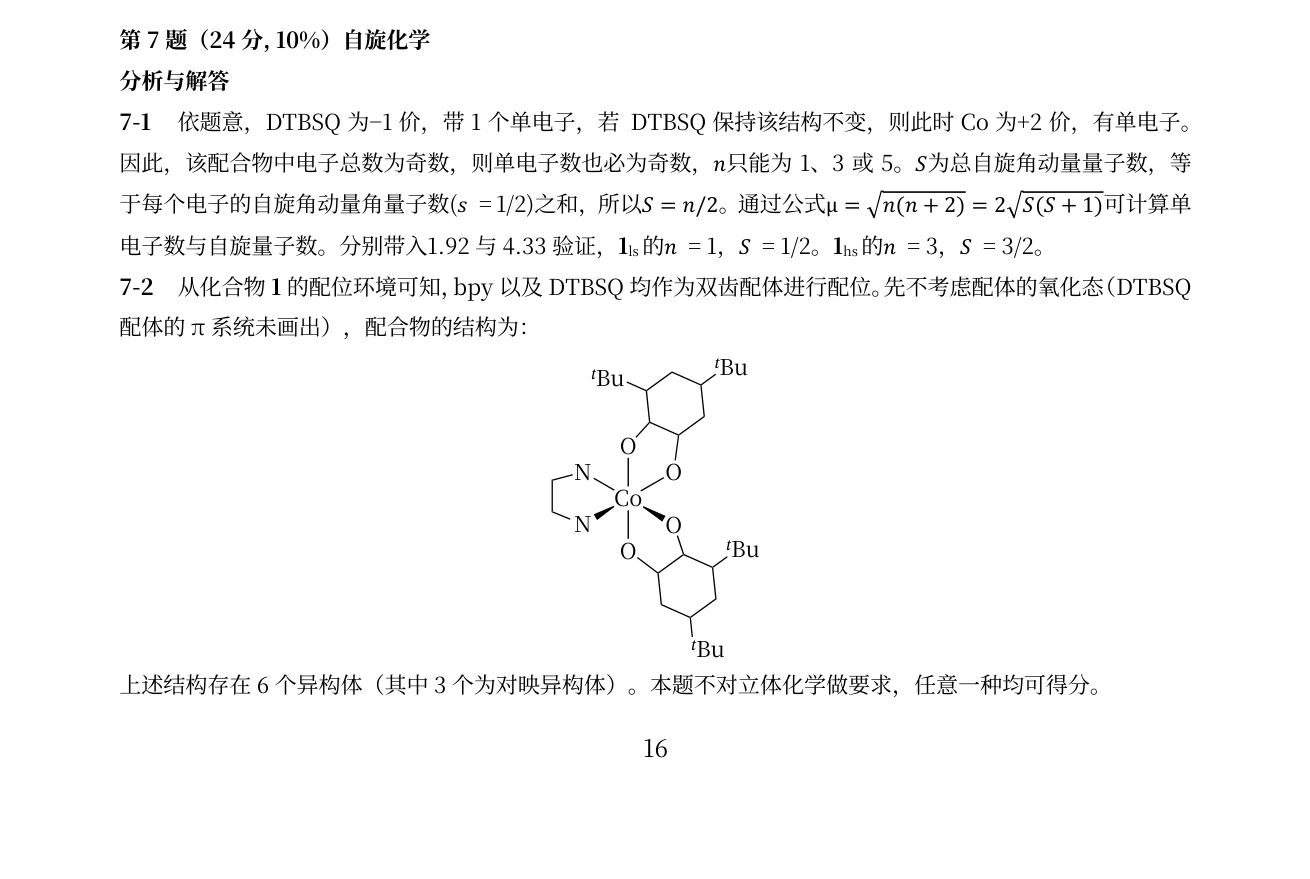 第 7 题（24 分, 10%）自旋化学
分析与解答
7-1 依题意，DTBSQ 为−1 价，带 1 个单电子，若 DTBSQ 保持该结构不变，则此时 Co 为+2 价，有单电子。
因此，该配合物中电子总数为奇数，则单电子数也必为奇数，n只能为 1、3 或 5。S为总自旋角动量量子数，等
于每个电子的自旋角动量角量子数(s = 1/2)之和，所以S = n/2。通过公式μ = √n(n + 2) = 2√S(S + 1)可计算单
电子数与自旋量子数。分别带入1.92 与 4.33 验证，1ls 的n = 1，S = 1/2。1hs 的n = 3，S = 3/2。
7-2 从化合物 1 的配位环境可知, bpy 以及 DTBSQ 均作为双齿配体进行配位。先不考虑配体的氧化态（DTBSQ
配体的 π 系统未画出），配合物的结构为：
tBu
tBu
O
N
O
Co
N
O
O
tBu
tBu
上述结构存在 6 个异构体（其中 3 个为对映异构体）。本题不对立体化学做要求，任意一种均可得分。
16